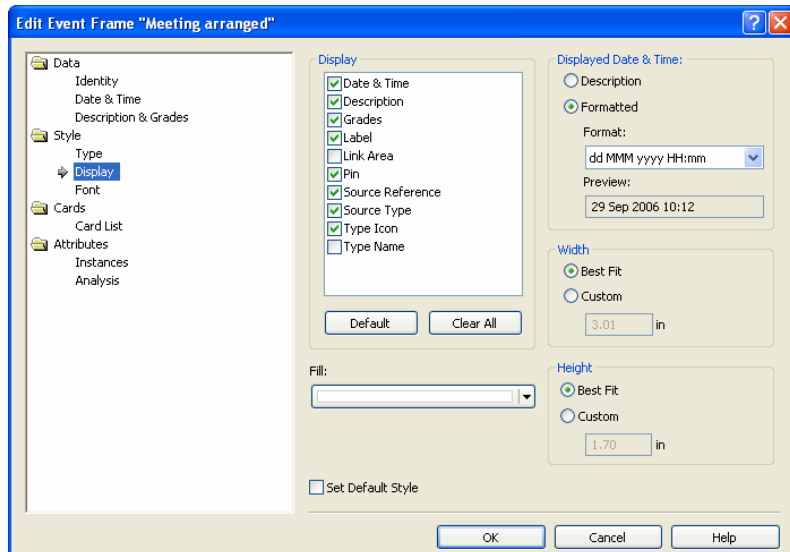 Edit Event Frame "Meeting arranged"
Data
Identity
Date & Time
Description & Grades
Style
Type
Display
Font
Cards
Card List
Attributes
Instances
Analysis
Display
Date & Time
Description
Grades
Label
Link Area
Pin
Source Reference
Source Type
Type Icon
Type Name
Default Clear All
Fill:
Set Default Style
Displayed Date & Time:
Description
Formatted
Format:
dd MMM yyyy HH:mm
Preview:
29 Sep 2006 10:12
Width
Best Fit
Custom
3.01 in
Height
Best Fit
Custom
1.70 in
OK Cancel Help